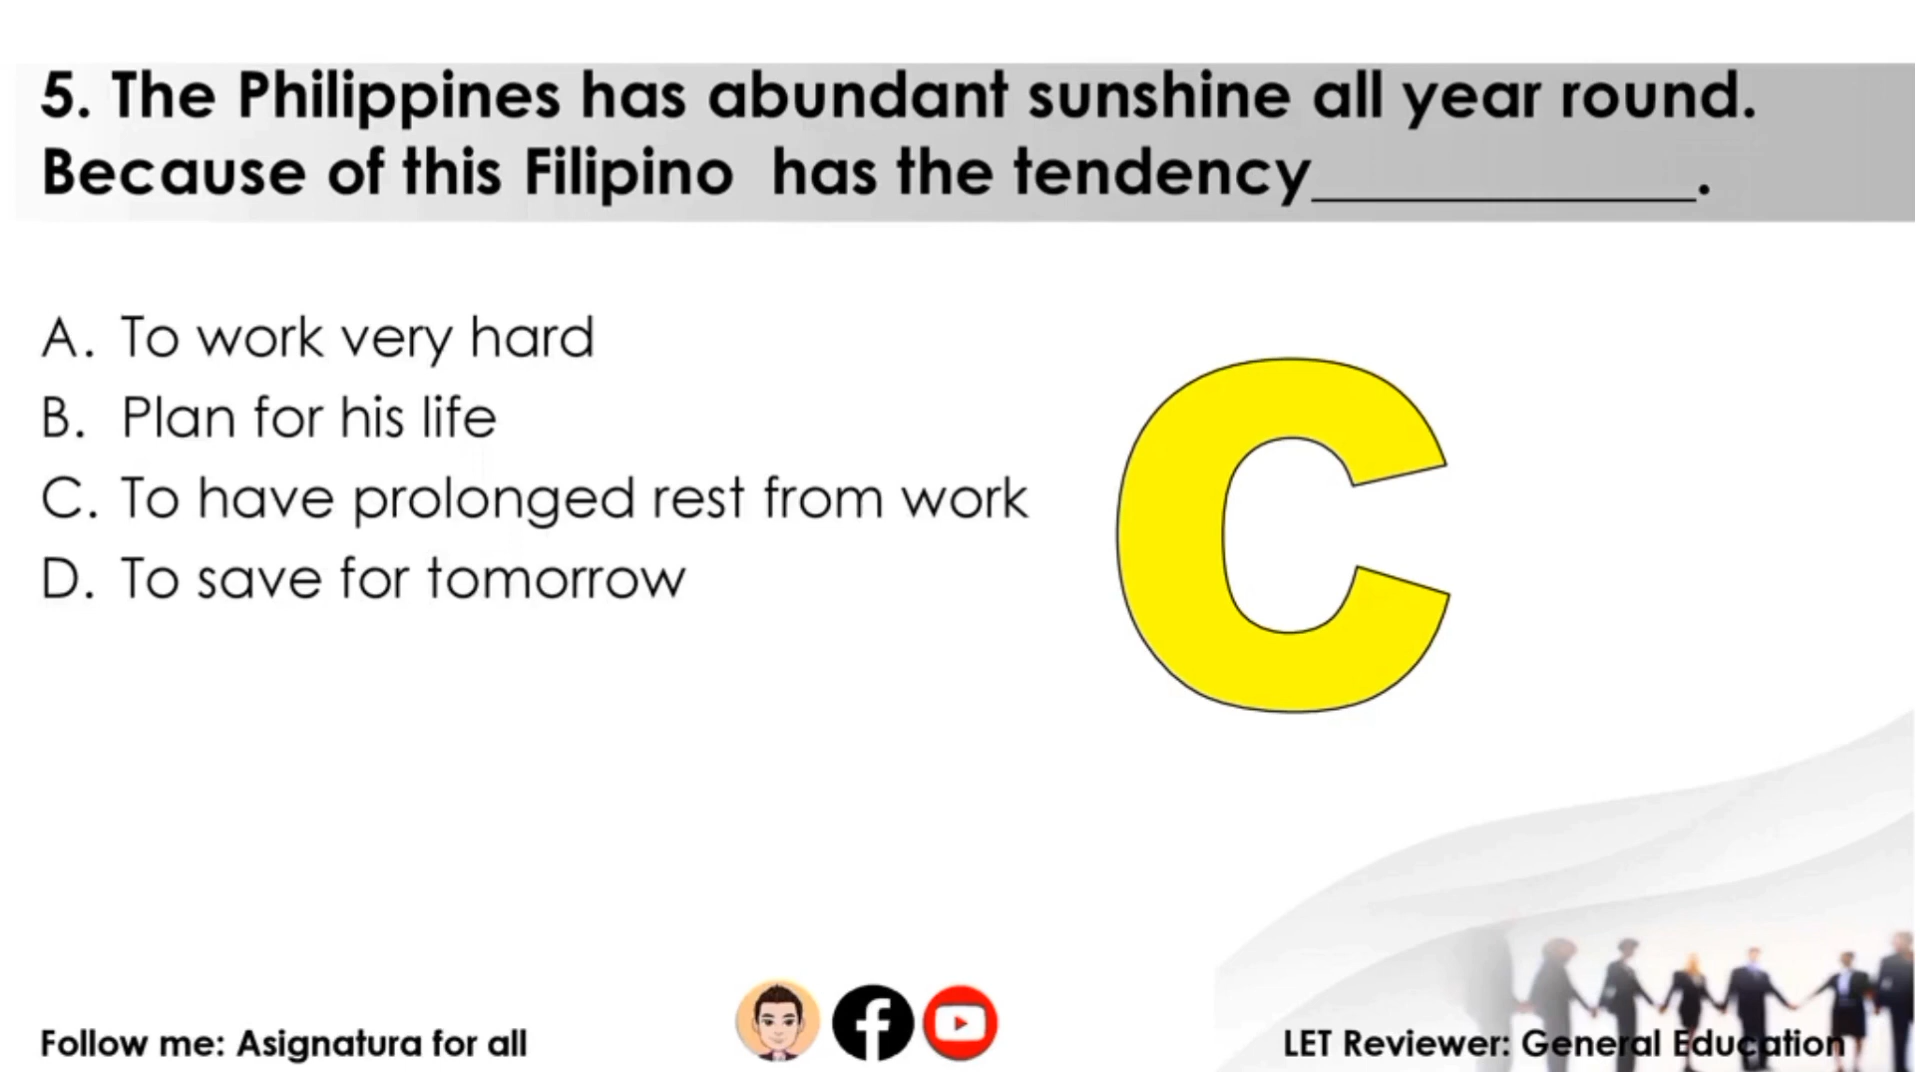 5. The Philippines has abundant sunshine all year round.
Because of this Filipino has the tendency____________.
A. To work very hard
B. Plan for his life
C. To have prolonged rest from work
D. To save for tomorrow
C
Follow me: Asignatura for all
LET Reviewer: General Education